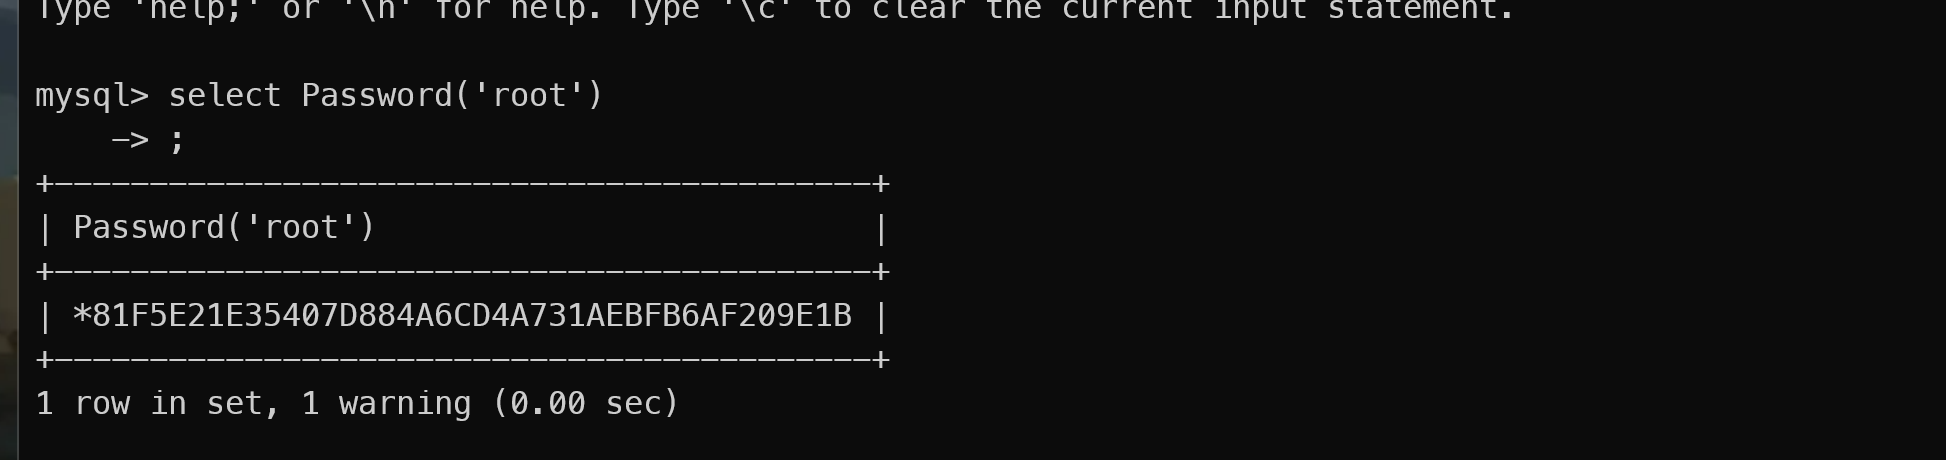 Type 'help;' or '\h' for help. Type '\c' to clear the current input statement.
mysql> select Password('root')
    -> ;
+-------------------------------------------+
| Password('root')                          |
+-------------------------------------------+
| *81F5E21E35407D884A6CD4A731AEBFB6AF209E1B |
+-------------------------------------------+
1 row in set, 1 warning (0.00 sec)